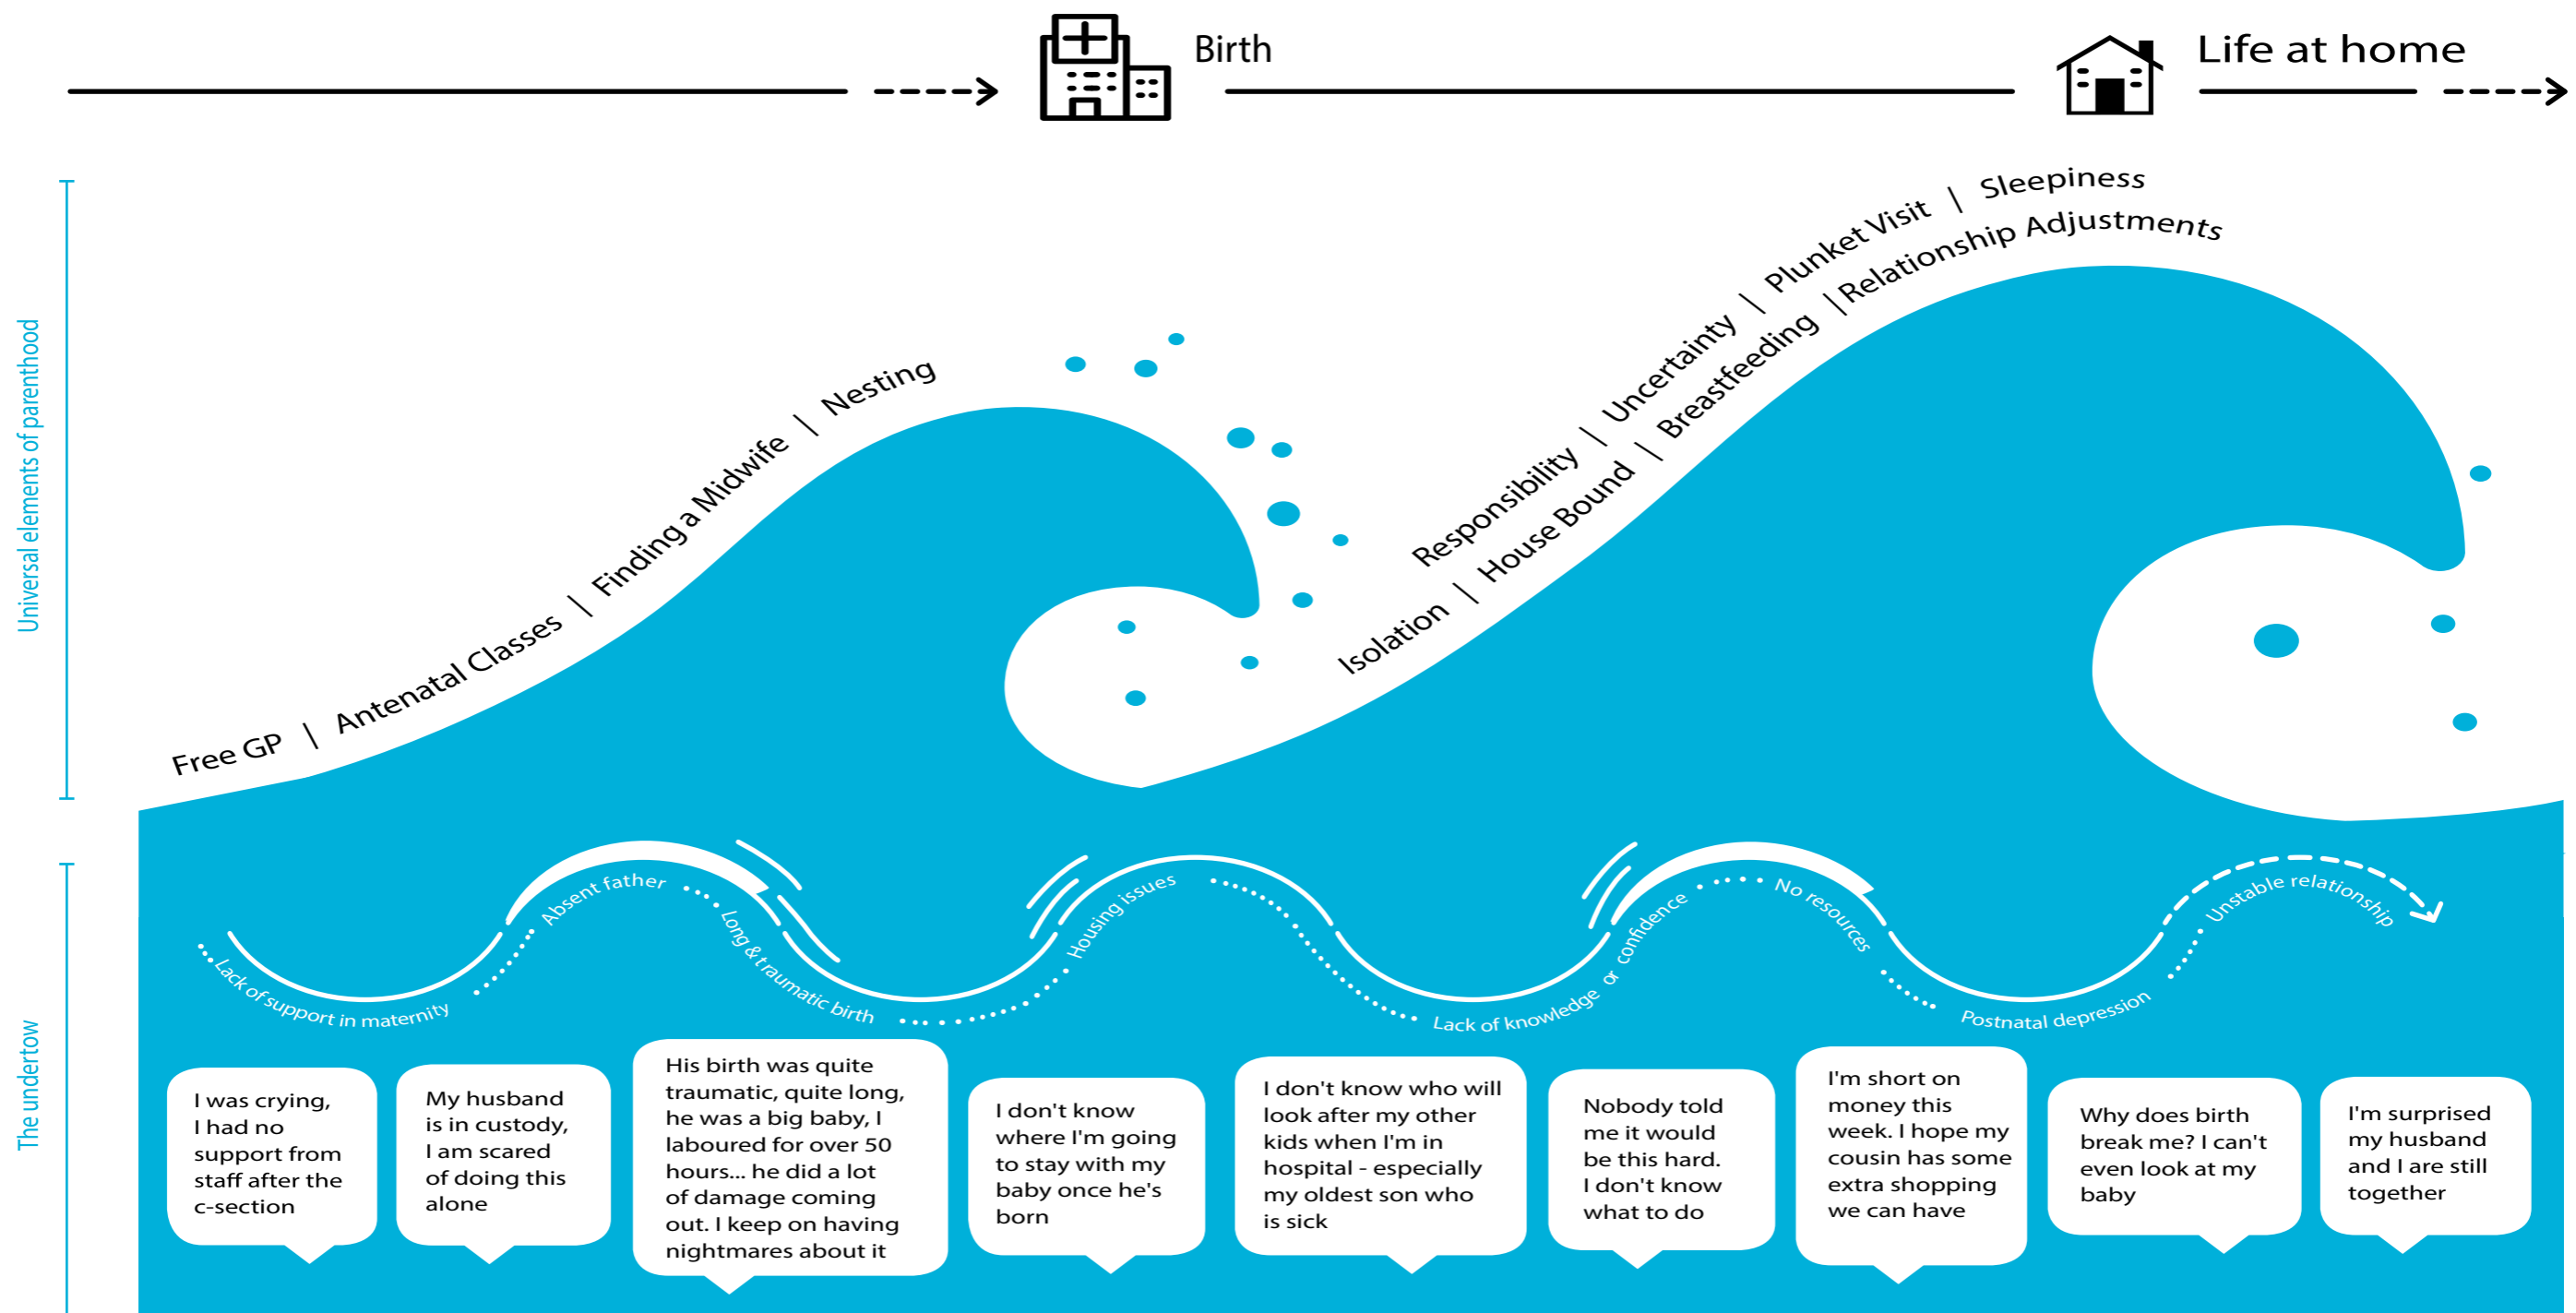 Birth
Life at home
Universal elements of parenthood
Free GP | Antenatal Classes | Finding a Midwife | Nesting
Responsibility | Uncertainty | Plunket Visit | Sleepiness
Isolation | House Bound | Breastfeeding | Relationship Adjustments
The undertow
Lack of support in maternity
Absent father
Long & traumatic birth
Housing issues
Lack of knowledge or confidence
No resources
Postnatal depression
Unstable relationship
I was crying,
I had no
support from
staff after the
c-section
My husband
is in custody,
I am scared
of doing this
alone
His birth was quite
traumatic, quite long,
he was a big baby, I
laboured for over 50
hours... he did a lot
of damage coming
out. I keep on having
nightmares about it
I don't know
where I'm going
to stay with my
baby once he's
born
I don't know who will
look after my other
kids when I'm in
hospital - especially
my oldest son who
is sick
Nobody told
me it would
be this hard.
I don't know
what to do
I'm short on
money this
week. I hope my
cousin has some
extra shopping
we can have
Why does birth
break me? I can't
even look at my
baby
I'm surprised
my husband
and I are still
together